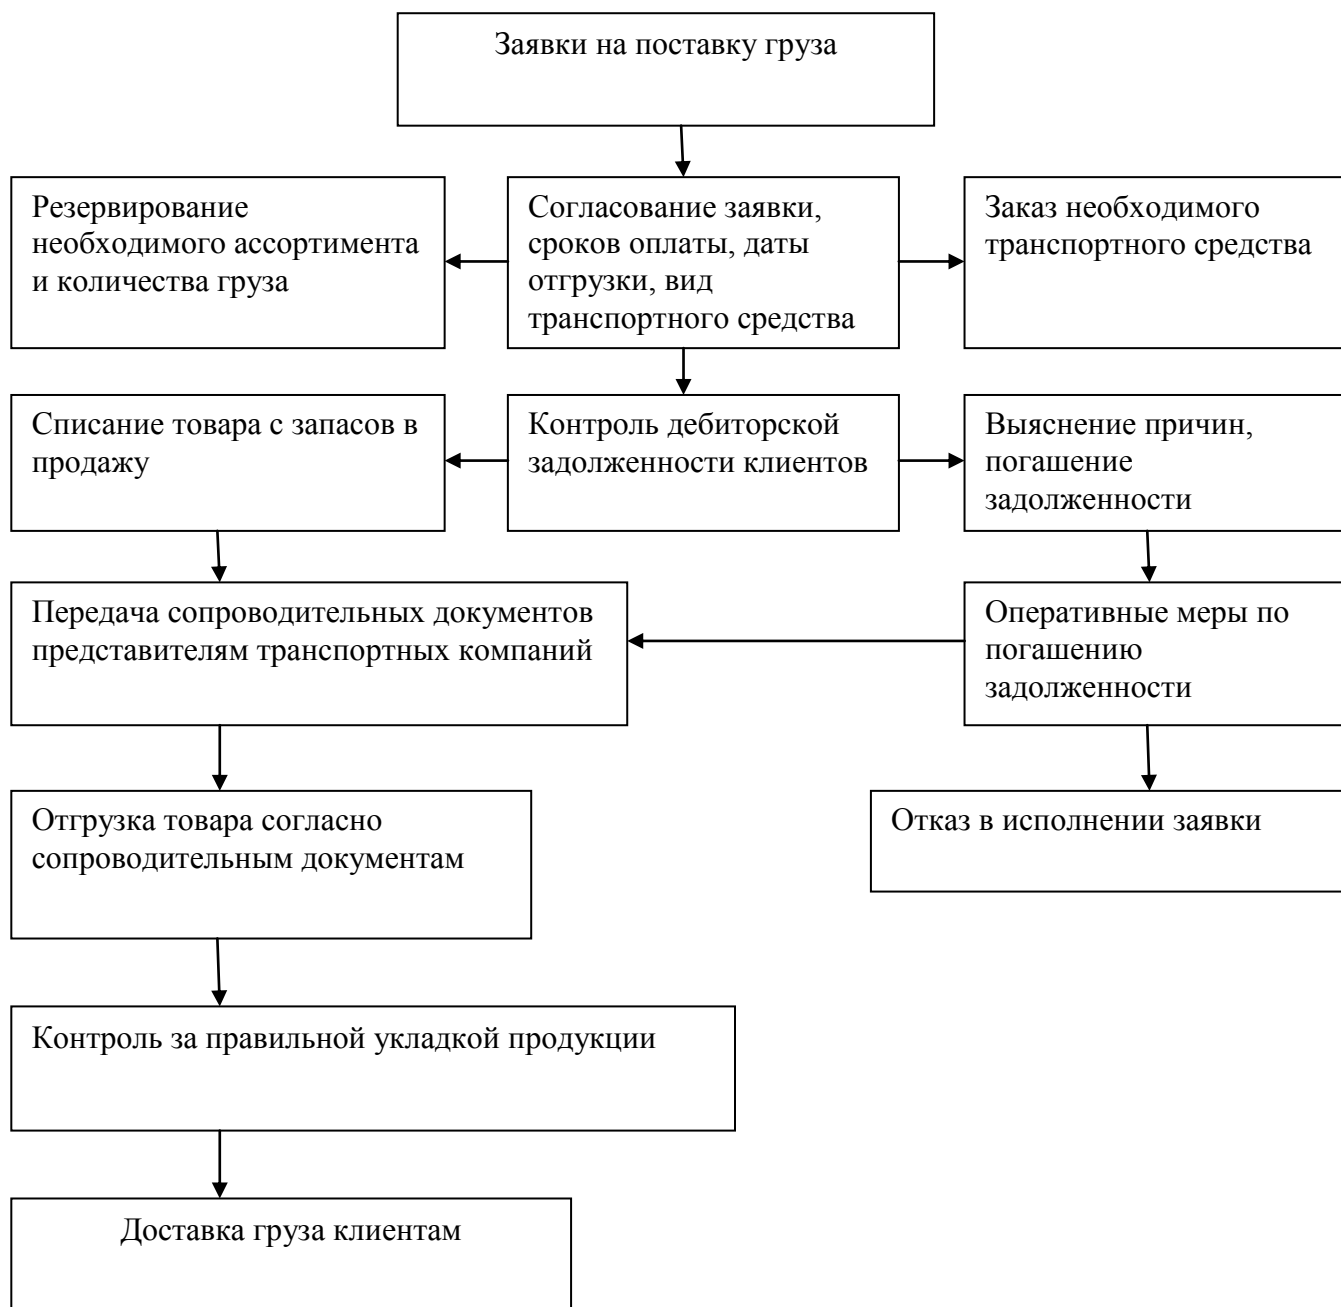 Заявки на поставку груза
Резервирование
необходимого ассортимента
и количества груза
Согласование заявки,
сроков оплаты, даты
отгрузки, вид
транспортного средства
Заказ необходимого
транспортного средства
Списание товара с запасов в
продажу
Контроль дебиторской
задолженности клиентов
Выяснение причин,
погашение
задолженности
Передача сопроводительных документов
представителям транспортных компаний
Оперативные меры по
погашению
задолженности
Отгрузка товара согласно
сопроводительным документам
Отказ в исполнении заявки
Контроль за правильной укладкой продукции
Доставка груза клиентам